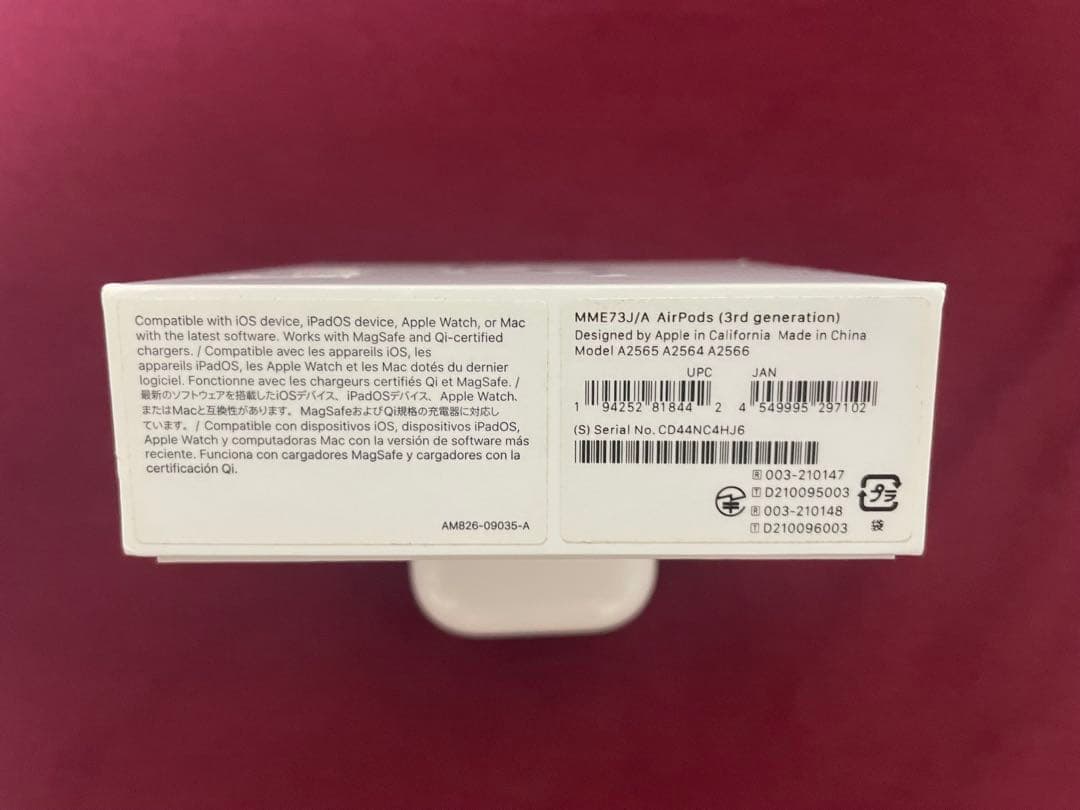 Compatible with iOS device, iPadOS device, Apple Watch, or Mac
with the latest software. Works with MagSafe and Qi-certified
chargers. / Compatible avec les appareils iOS, les
appareils iPadOS, les Apple Watch et les Mac dotés du dernier
logiciel. Fonctionne avec les chargeurs certifiés Qi et MagSafe. /
最新のソフトウェアを搭載したiOSデバイス、iPadOSデバイス、Apple Watch、
またはMacと互換性があります。MagSafeおよびQi規格の充電器に対応し
ています。/ Compatible con dispositivos iOS, dispositivos iPadOS,
Apple Watch y computadoras Mac con la versión de software más
reciente. Funciona con cargadores MagSafe y cargadores con la
certificación Qi.
AM826-09035-A
MME73J/A AirPods (3rd generation)
Designed by Apple in California Made in China
Model A2565 A2564 A2566
UPC JAN
1 94252 81844 2 4 549995 297102
(S) Serial No. CD44NC4HJ6
R 003-210147
T D210095003
R 003-210148
T D210096003
プラ
袋